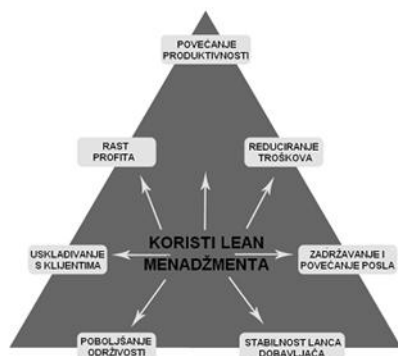 POVEĆANJE
PRODUKTIVNOSTI
RAST
PROFITA
REDUCIRANJE
TROŠKOVA
KORISTI LEAN
MENADŽMENTA
USKLAĐIVANJE
S KLIJENTIMA
ZADRŽAVANJE I
POVEĆANJE POSLA
POBOLJŠANJE
ODRŽIVOSTI
STABILNOST LANCA
DOBAVLJAČA